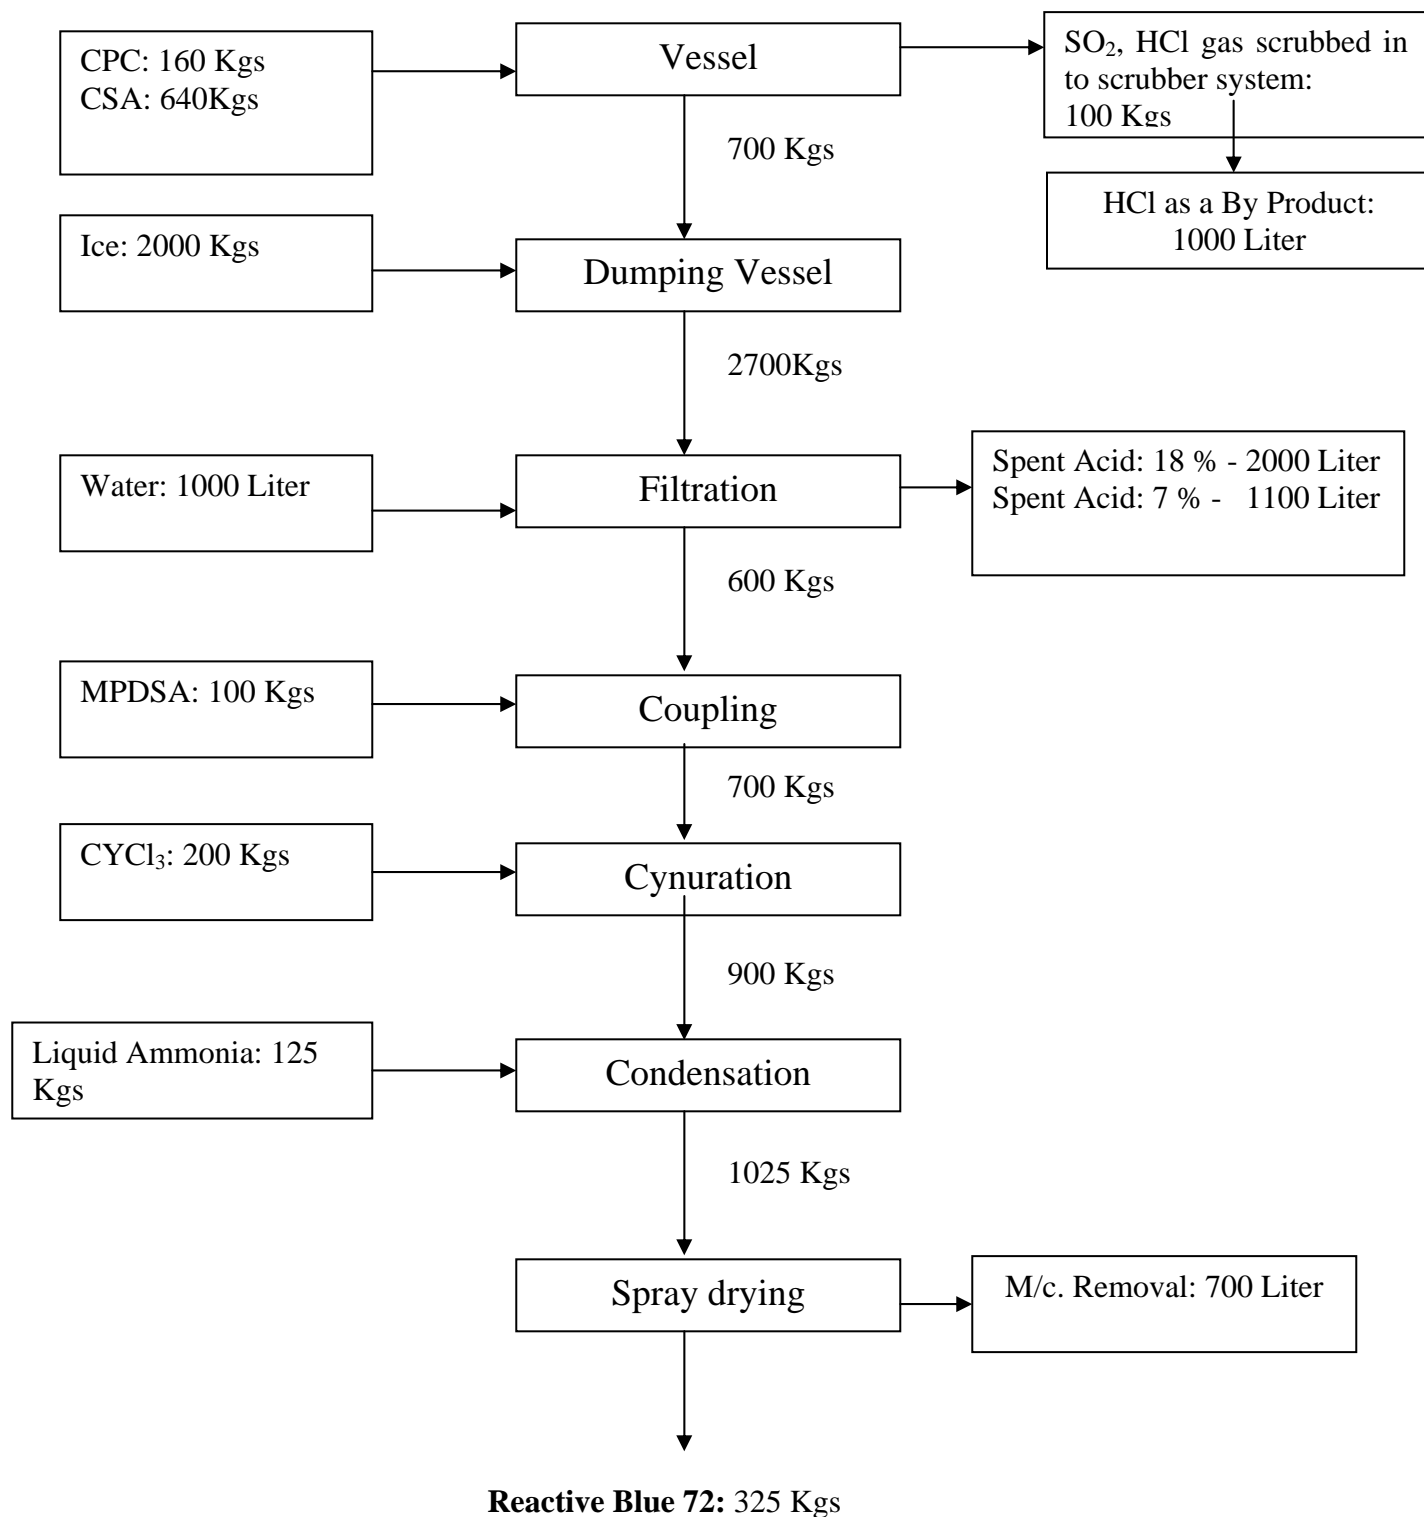 CPC: 160 Kgs
CSA: 640Kgs
Vessel
SO₂, HCl gas scrubbed in
to scrubber system:
100 Kgs
700 Kgs
HCl as a By Product:
1000 Liter
Ice: 2000 Kgs
Dumping Vessel
2700Kgs
Water: 1000 Liter
Filtration
Spent Acid: 18 % - 2000 Liter
Spent Acid: 7 % - 1100 Liter
600 Kgs
MPDSA: 100 Kgs
Coupling
700 Kgs
CYCl₃: 200 Kgs
Cynuration
900 Kgs
Liquid Ammonia: 125
Kgs
Condensation
1025 Kgs
Spray drying
M/c. Removal: 700 Liter
Reactive Blue 72: 325 Kgs